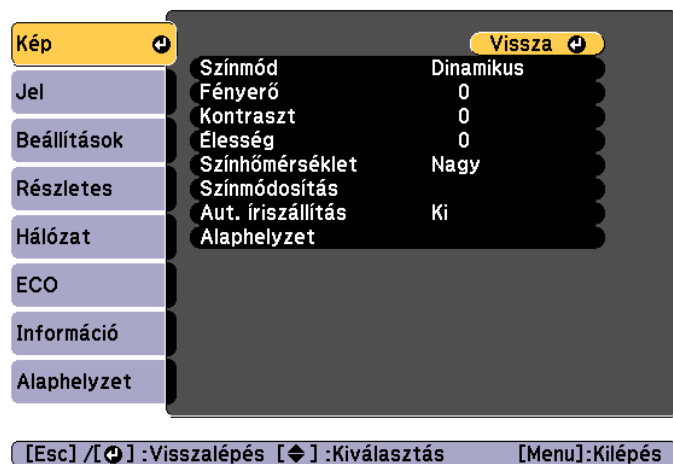 Kép
Vissza
Színmód Dinamikus
Fényerő 0
Kontraszt 0
Élesség 0
Színhőmérséklet Nagy
Színmódosítás
Aut. íriszállítás Ki
Alaphelyzet
Jel
Beállítások
Részletes
Hálózat
ECO
Információ
Alaphelyzet
[Esc] /[ ] :Visszalépés [ ] :Kiválasztás [Menu]:Kilépés